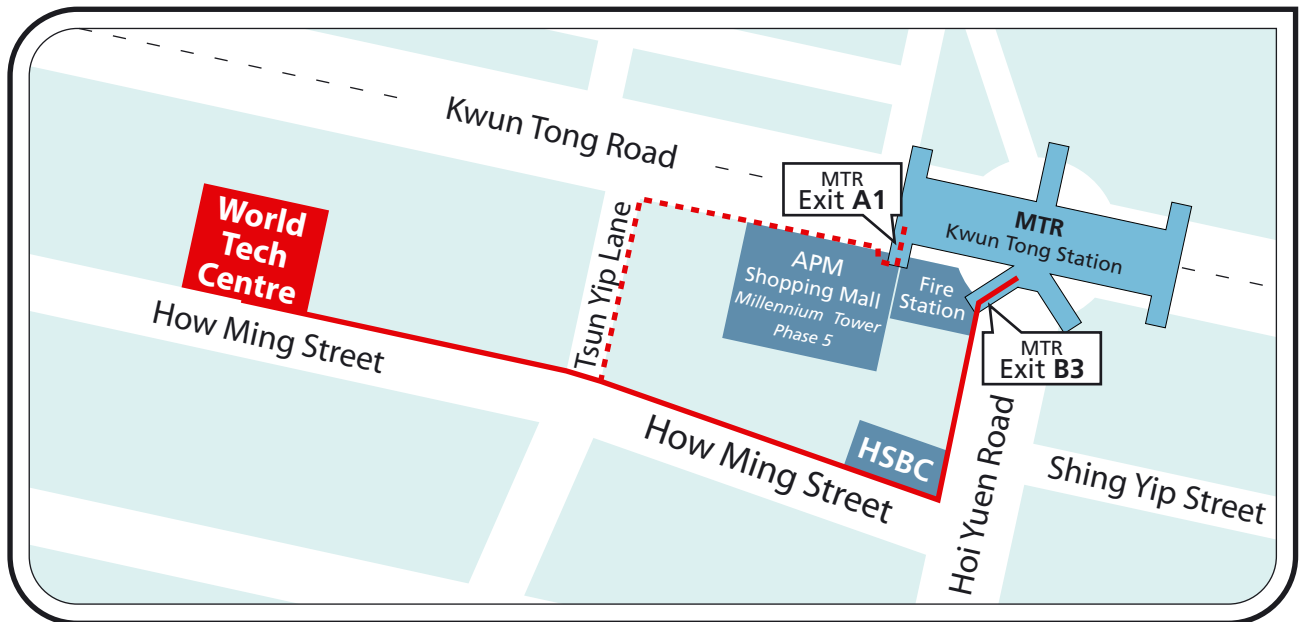 Kwun Tong Road
MTR
Exit A1
MTR
Kwun Tong Station
World
Tech
Centre
Tsun Yip Lane
APM
Shopping Mall
Millennium Tower
Phase 5
Fire
Station
How Ming Street
MTR
Exit B3
How Ming Street
HSBC
Hoi Yuen Road
Shing Yip Street